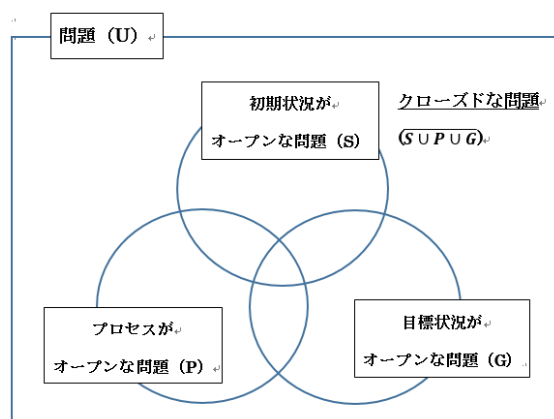 問題（U）
初期状況が
オープンな問題（S）
クローズドな問題
(S ∪ P ∪ G)
プロセスが
オープンな問題（P）
目標状況が
オープンな問題（G）